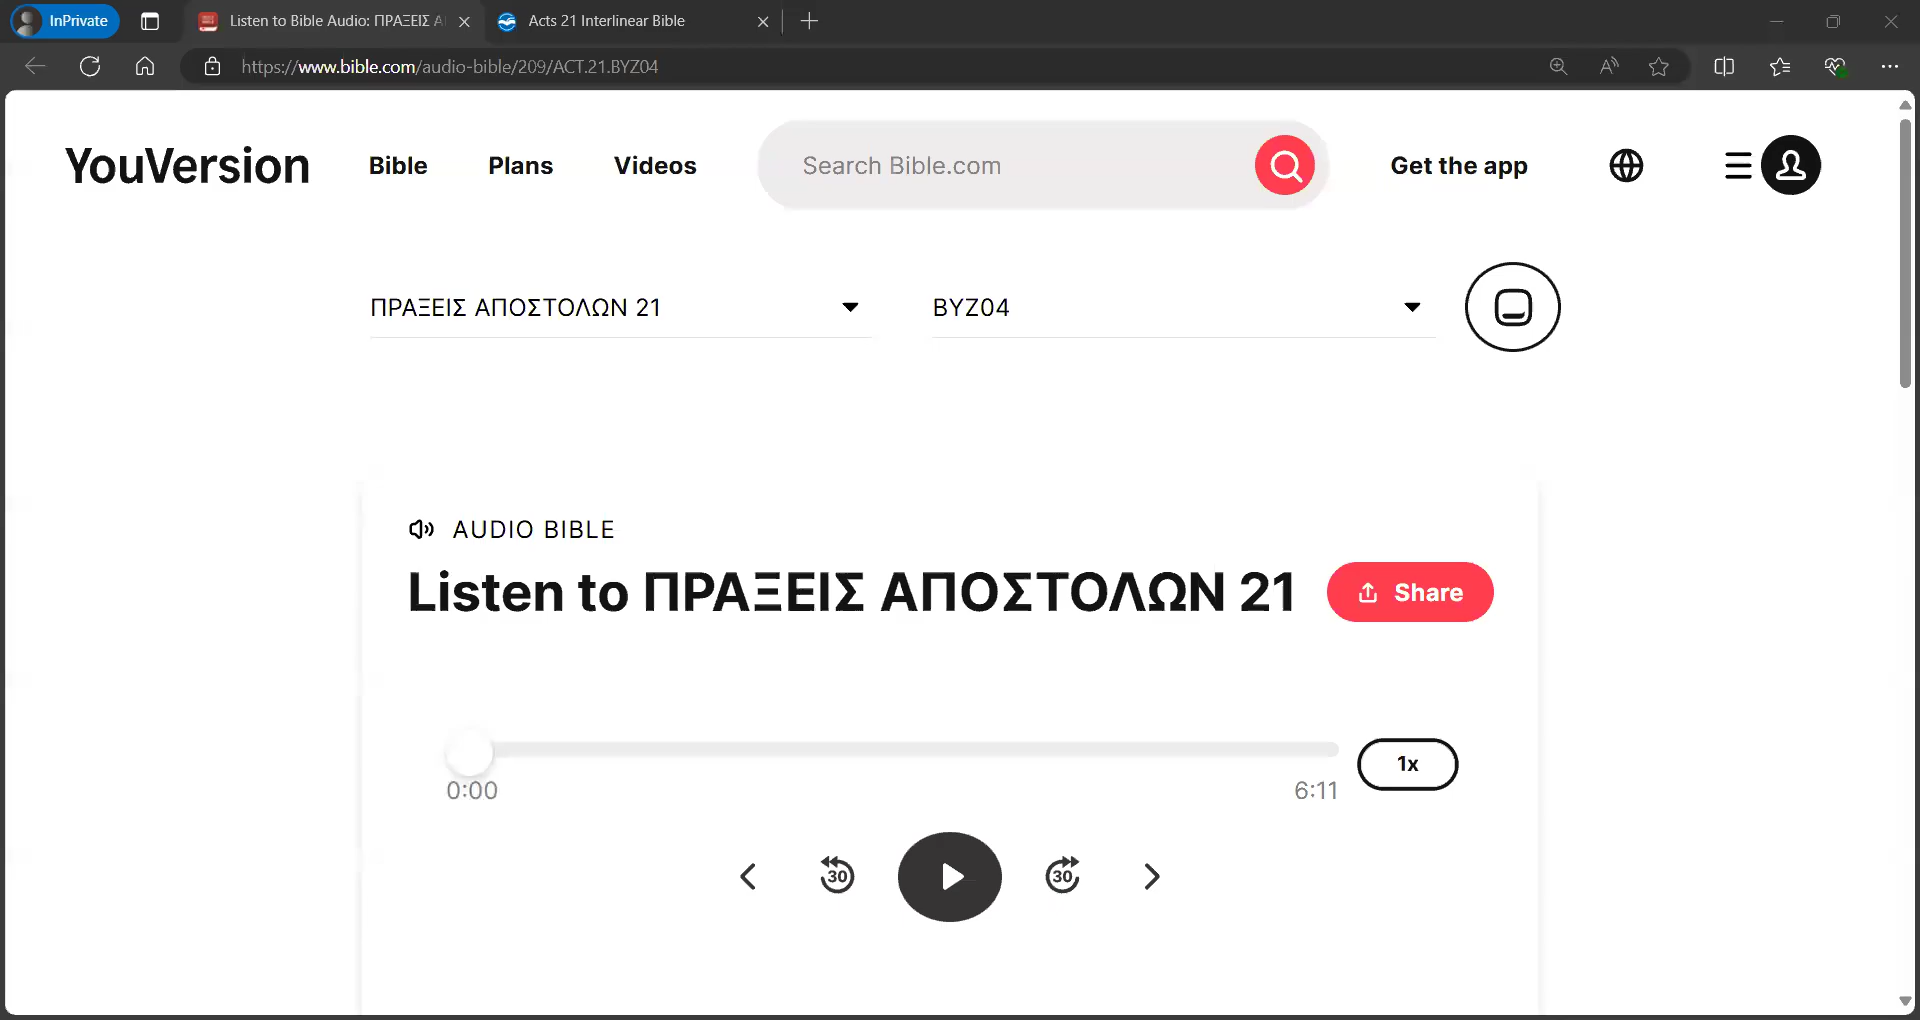 InPrivate
Listen to Bible Audio: ΠΡΑΞΕΙΣ Α
Acts 21 Interlinear Bible
https://www.bible.com/audio-bible/209/ACT.21.BYZ04
YouVersion
Bible
Plans
Videos
Search Bible.com
Get the app
ΠΡΑΞΕΙΣ ΑΠΟΣΤΟΛΩΝ 21
BYZ04
AUDIO BIBLE
Listen to ΠΡΑΞΕΙΣ ΑΠΟΣΤΟΛΩΝ 21
Share
1x
0:00
6:11
30
30